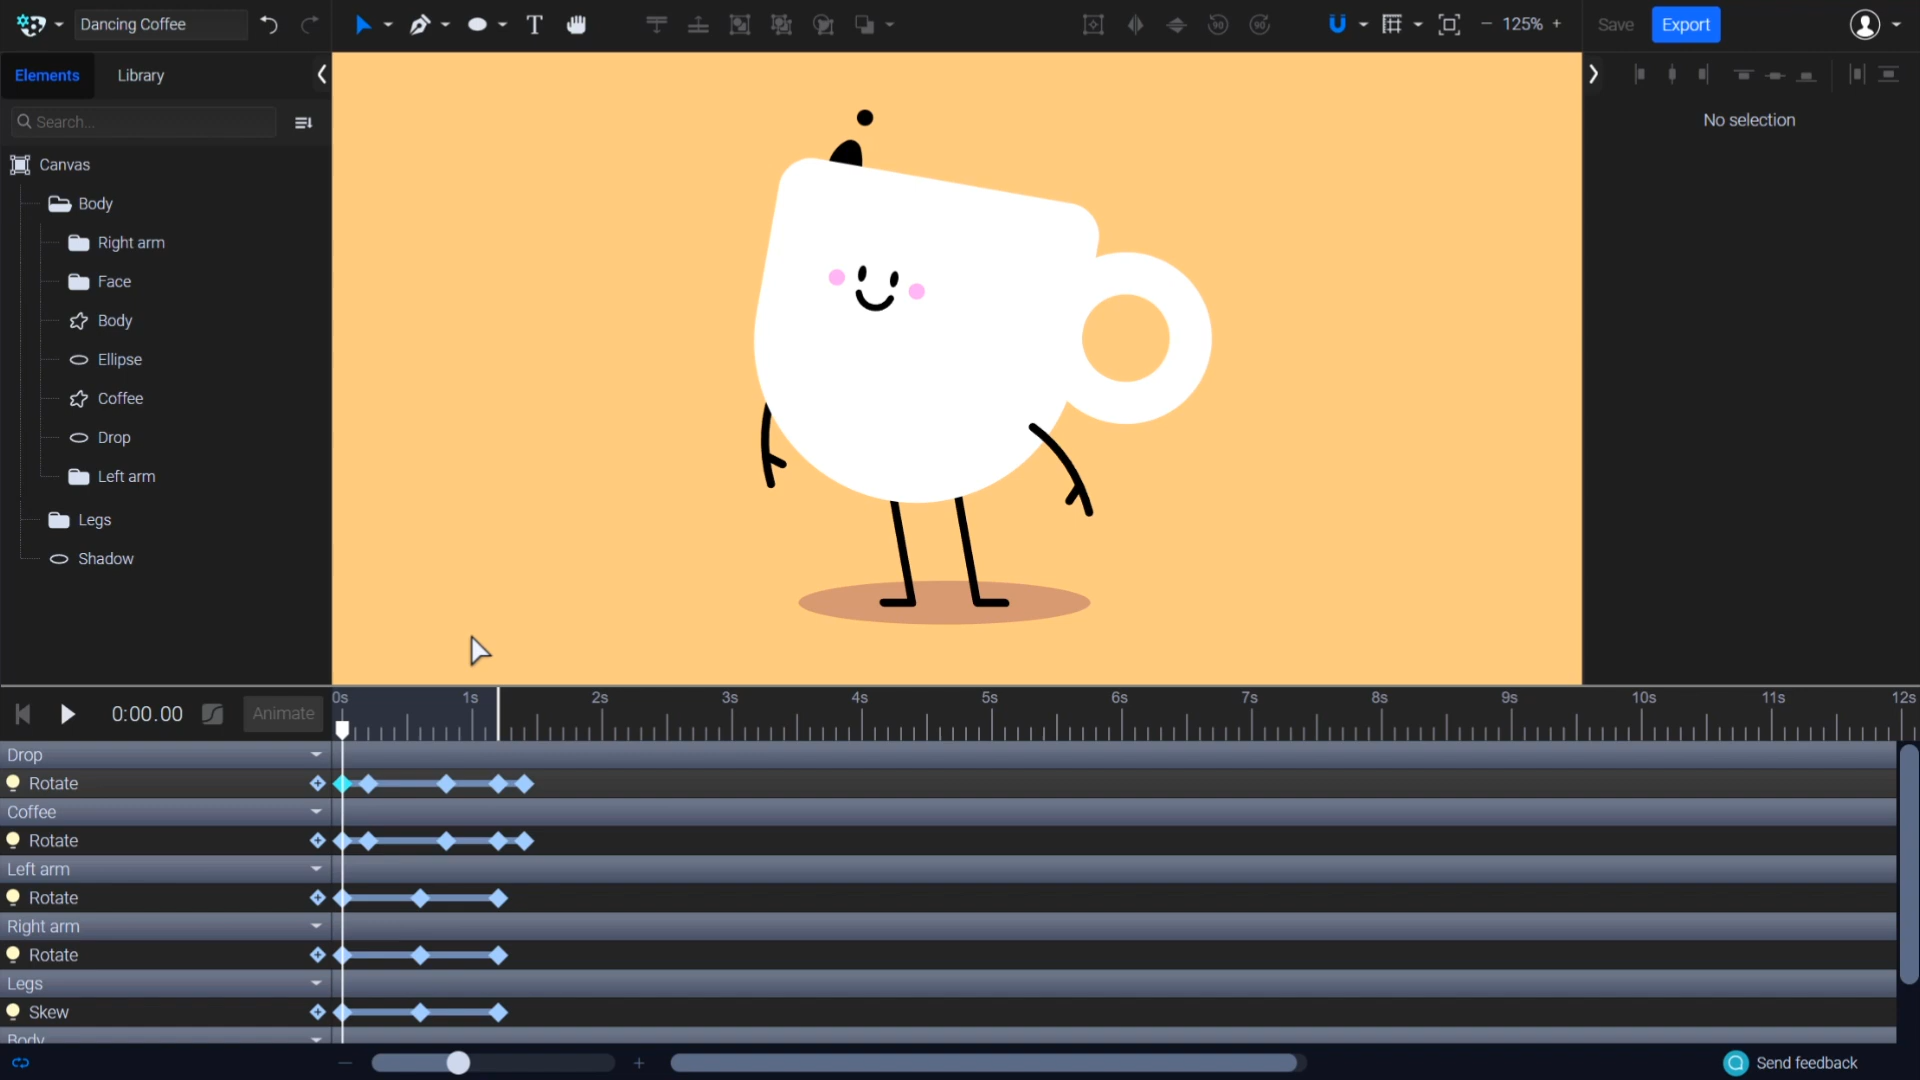 Dancing Coffee
T
125%
Save
Export
Elements
Library
Search...
No selection
Canvas
Body
Right arm
Face
Body
Ellipse
Coffee
Drop
Left arm
Legs
Shadow
0:00.00
Animate
0s 1s 2s 3s 4s 5s 6s 7s 8s 9s 10s 11s 12s
Drop
Rotate
Coffee
Rotate
Left arm
Rotate
Right arm
Rotate
Legs
Skew
Body
Send feedback